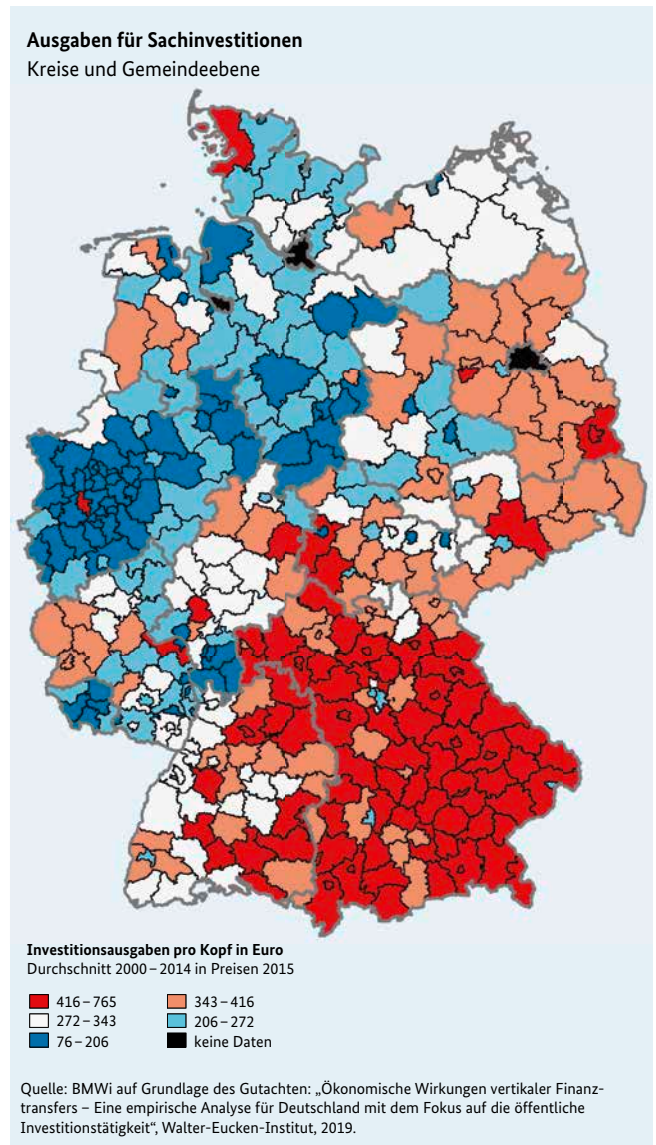 Ausgaben für Sachinvestitionen
Kreise und Gemeindeebene
Investitionsausgaben pro Kopf in Euro
Durchschnitt 2000 – 2014 in Preisen 2015
416 – 765
343 – 416
272 – 343
206 – 272
76 – 206
keine Daten
Quelle: BMWi auf Grundlage des Gutachten: „Ökonomische Wirkungen vertikaler Finanz-
transfers – Eine empirische Analyse für Deutschland mit dem Fokus auf die öffentliche
Investitionstätigkeit“, Walter-Eucken-Institut, 2019.